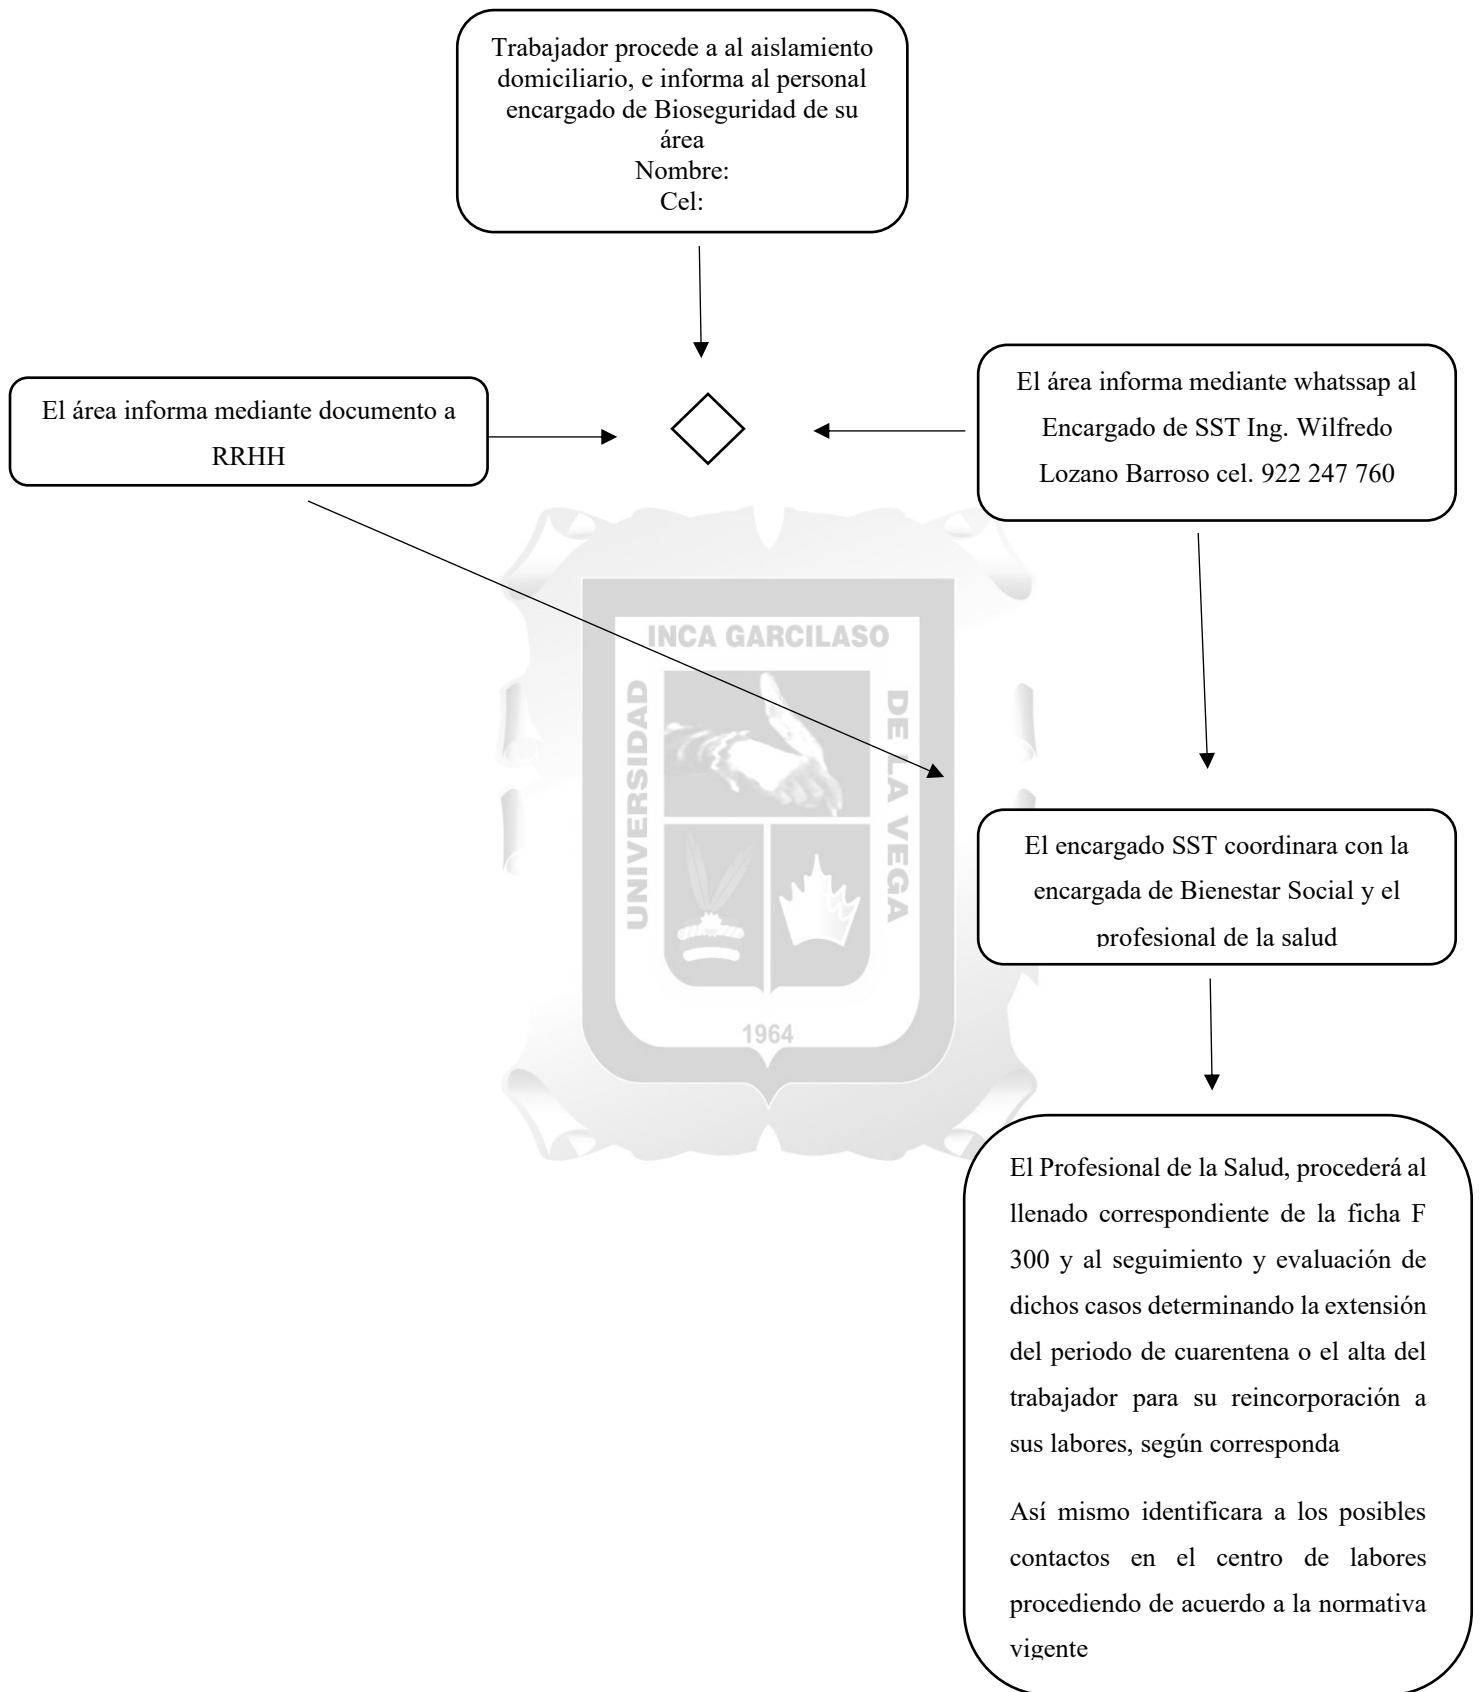 Trabajador procede a al aislamiento
domiciliario, e informa al personal
encargado de Bioseguridad de su
área
Nombre:
Cel:
El área informa mediante documento a
RRHH
El área informa mediante whatssap al
Encargado de SST Ing. Wilfredo
Lozano Barroso cel. 922 247 760
INCA GARCILASO
UNIVERSIDAD
DE LA VEGA
1964
El encargado SST coordinara con la
encargada de Bienestar Social y el
profesional de la salud
El Profesional de la Salud, procederá al
llenado correspondiente de la ficha F
300 y al seguimiento y evaluación de
dichos casos determinando la extensión
del periodo de cuarentena o el alta del
trabajador para su reincorporación a
sus labores, según corresponda
Así mismo identificara a los posibles
contactos en el centro de labores
procediendo de acuerdo a la normativa
vigente